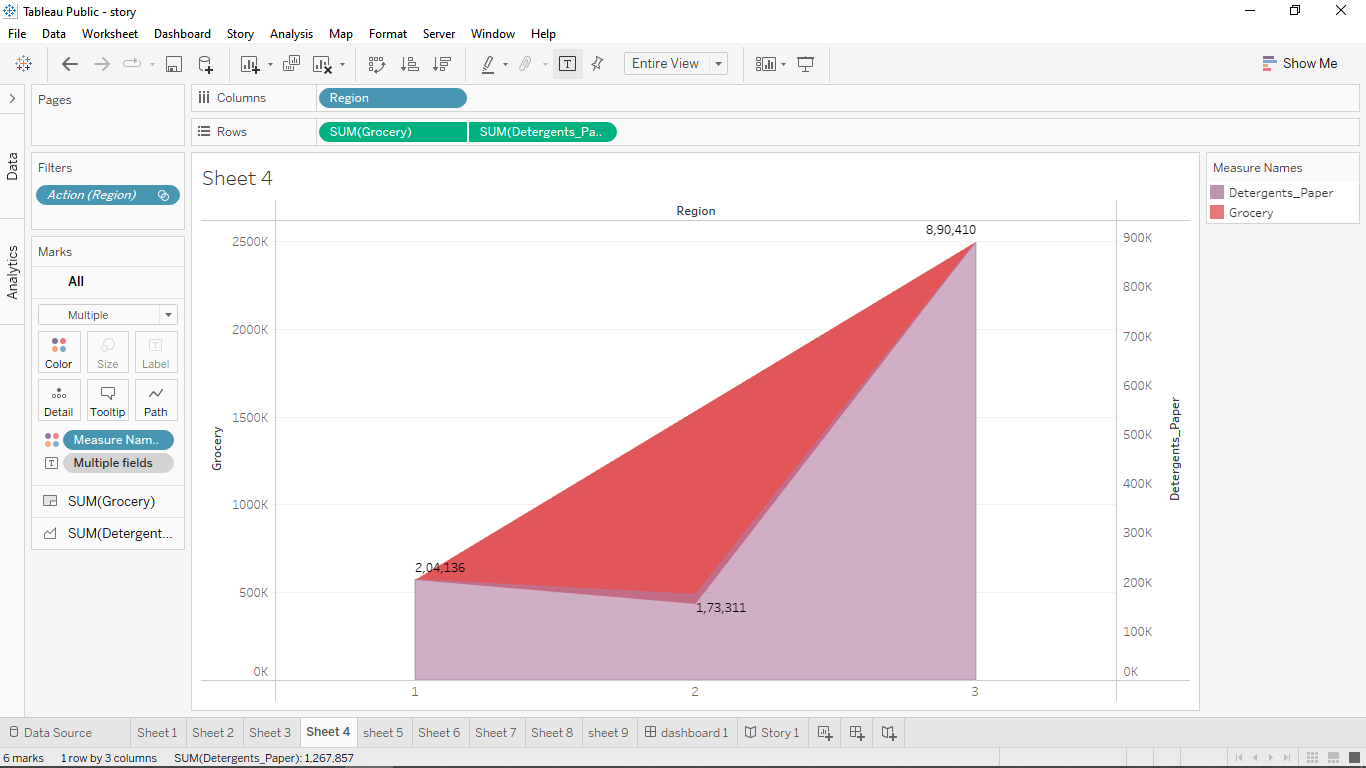 Tableau Public - story
File Data Worksheet Dashboard Story Analysis Map Format Server Window Help
Entire View
Show Me
Pages
Columns
Region
Rows
SUM(Grocery)
SUM(Detergents_Pa..
Data
Analytics
Filters
Action (Region)
Marks
All
Multiple
Color
Size
Label
Detail
Tooltip
Path
Measure Nam..
Multiple fields
SUM(Grocery)
SUM(Detergent...
Sheet 4
Region
Grocery
2500K
2000K
1500K
1000K
500K
0K
8,90,410
2,04,136
1,73,311
1 2 3
900K
800K
700K
600K
500K
400K
300K
200K
100K
0K
Detergents_Paper
Measure Names
Detergents_Paper
Grocery
Data Source Sheet 1 Sheet 2 Sheet 3 Sheet 4 sheet 5 Sheet 6 Sheet 7 Sheet 8 sheet 9 dashboard 1 Story 1
6 marks 1 row by 3 columns SUM(Detergents_Paper): 1,267,857